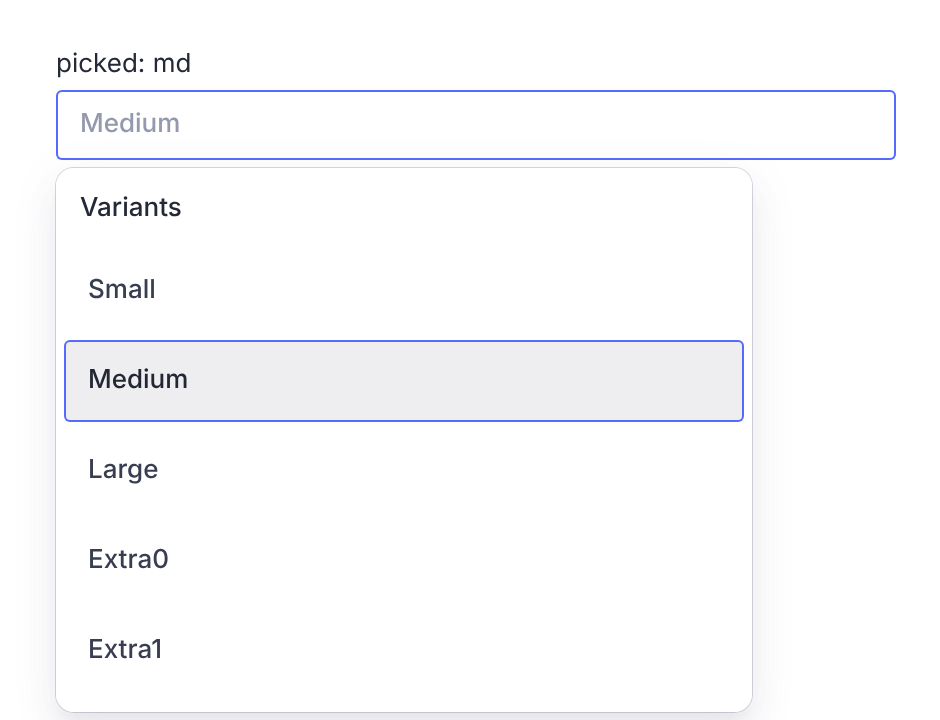 picked: md
Medium
Variants
Small
Medium
Large
Extra0
Extra1